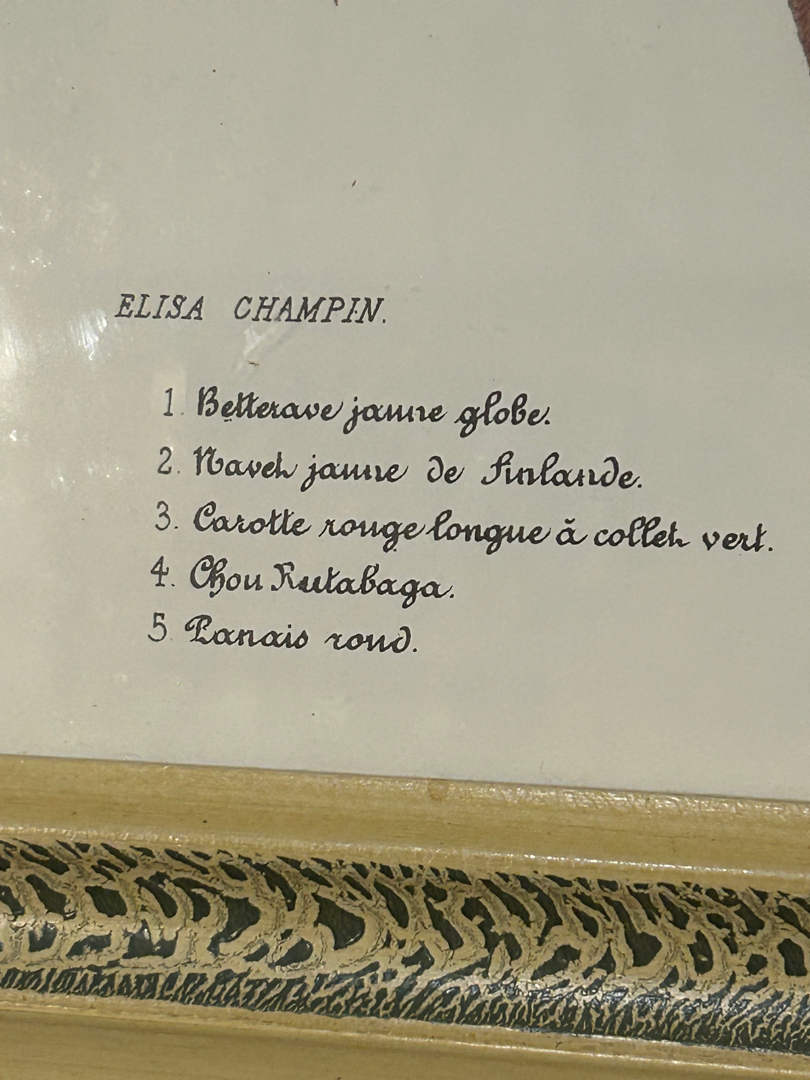 ELISA CHAMPIN.
1. Betterave jaune globe.
2. Navet jaune de Finlande.
3. Carotte rouge longue à collet vert.
4. Chou Rutabaga.
5. Panais rond.